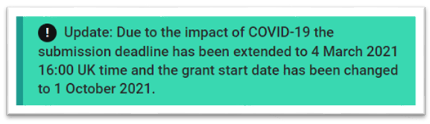 ! Update: Due to the impact of COVID-19 the
submission deadline has been extended to 4 March 2021
16:00 UK time and the grant start date has been changed
to 1 October 2021.